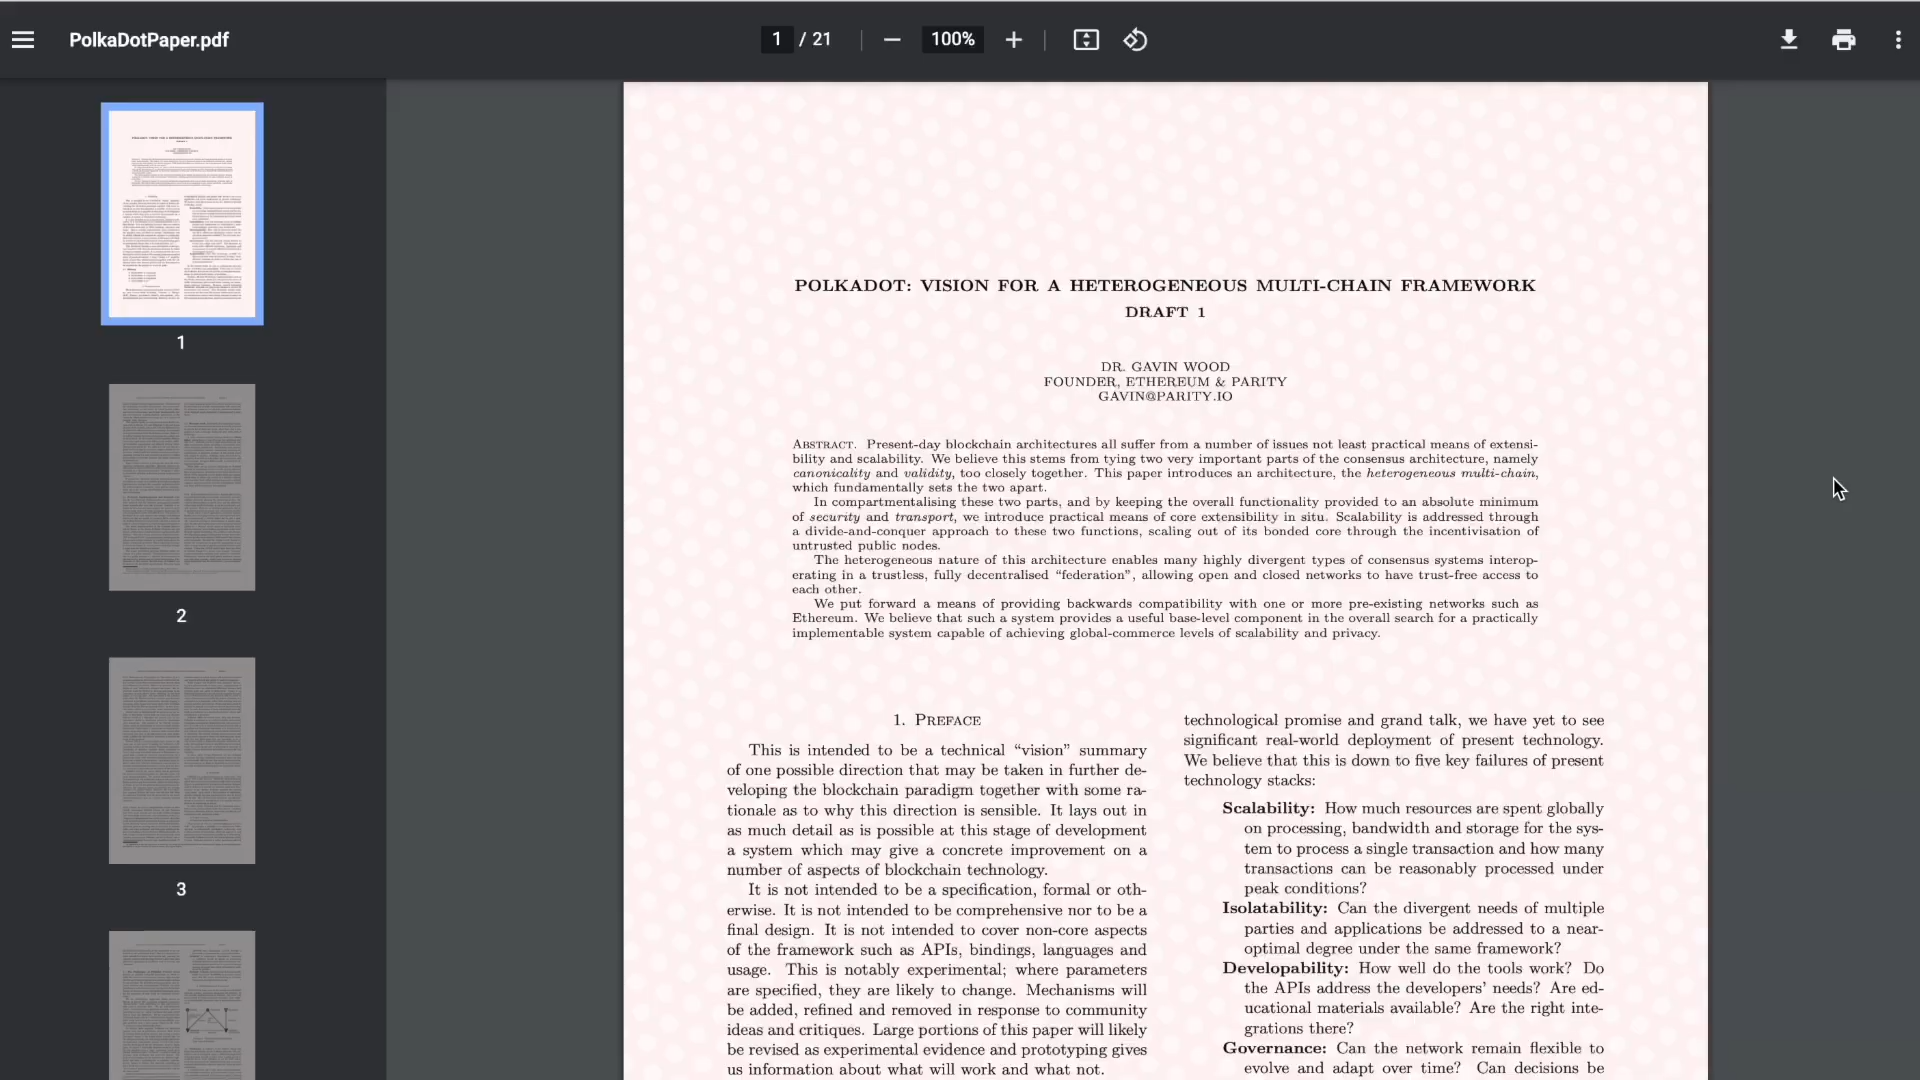 PolkaDotPaper.pdf
1 / 21
100%
1
2
3
POLKADOT: VISION FOR A HETEROGENEOUS MULTI-CHAIN FRAMEWORK
DRAFT 1
DR. GAVIN WOOD
FOUNDER, ETHEREUM & PARITY
GAVIN@PARITY.IO
Abstract. Present-day blockchain architectures all suffer from a number of issues not least practical means of extensi-
bility and scalability. We believe this stems from tying two very important parts of the consensus architecture, namely
canonicality and validity, too closely together. This paper introduces an architecture, the heterogeneous multi-chain,
which fundamentally sets the two apart.
In compartmentalising these two parts, and by keeping the overall functionality provided to an absolute minimum
of security and transport, we introduce practical means of core extensibility in situ. Scalability is addressed through
a divide-and-conquer approach to these two functions, scaling out of its bonded core through the incentivisation of
untrusted public nodes.
The heterogeneous nature of this architecture enables many highly divergent types of consensus systems interop-
erating in a trustless, fully decentralised “federation”, allowing open and closed networks to have trust-free access to
each other.
We put forward a means of providing backwards compatibility with one or more pre-existing networks such as
Ethereum. We believe that such a system provides a useful base-level component in the overall search for a practically
implementable system capable of achieving global-commerce levels of scalability and privacy.
1. Preface
This is intended to be a technical “vision” summary
of one possible direction that may be taken in further de-
veloping the blockchain paradigm together with some ra-
tionale as to why this direction is sensible. It lays out in
as much detail as is possible at this stage of development
a system which may give a concrete improvement on a
number of aspects of blockchain technology.
It is not intended to be a specification, formal or oth-
erwise. It is not intended to be comprehensive nor to be a
final design. It is not intended to cover non-core aspects
of the framework such as APIs, bindings, languages and
usage. This is notably experimental; where parameters
are specified, they are likely to change. Mechanisms will
be added, refined and removed in response to community
ideas and critiques. Large portions of this paper will likely
be revised as experimental evidence and prototyping gives
us information about what will work and what not.
technological promise and grand talk, we have yet to see
significant real-world deployment of present technology.
We believe that this is down to five key failures of present
technology stacks:
Scalability: How much resources are spent globally
on processing, bandwidth and storage for the sys-
tem to process a single transaction and how many
transactions can be reasonably processed under
peak conditions?
Isolatability: Can the divergent needs of multiple
parties and applications be addressed to a near-
optimal degree under the same framework?
Developability: How well do the tools work? Do
the APIs address the developers’ needs? Are ed-
ucational materials available? Are the right inte-
grations there?
Governance: Can the network remain flexible to
evolve and adapt over time? Can decisions be